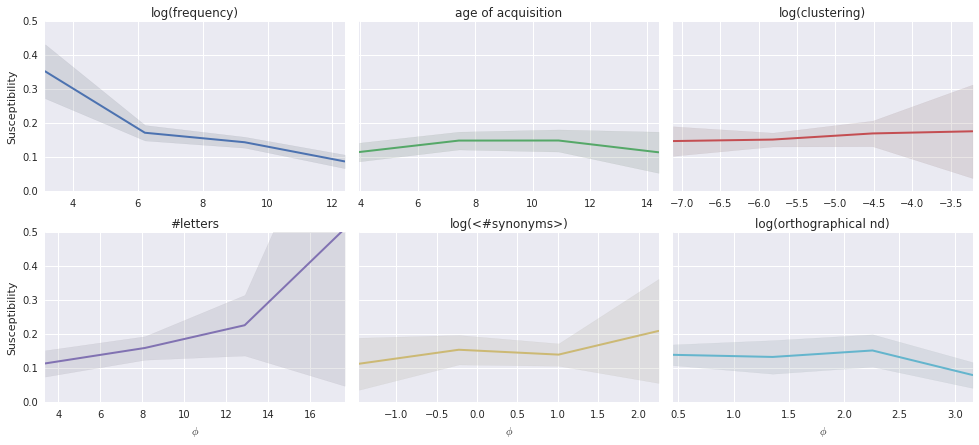 log(frequency) age of acquisition log(clustering)
0.5
0.4
0.3
0.2
0.1
0.0
Susceptibility
4 6 8 10 12 4 6 8 10 12 14 −7.0 −6.5 −6.0 −5.5 −5.0 −4.5 −4.0 −3.5
#letters log(<#synonyms>) log(orthographical nd)
0.5
0.4
0.3
0.2
0.1
0.0
Susceptibility
4 6 8 10 12 14 16 −1.0 −0.5 0.0 0.5 1.0 1.5 2.0 0.5 1.0 1.5 2.0 2.5 3.0
ϕ ϕ ϕ